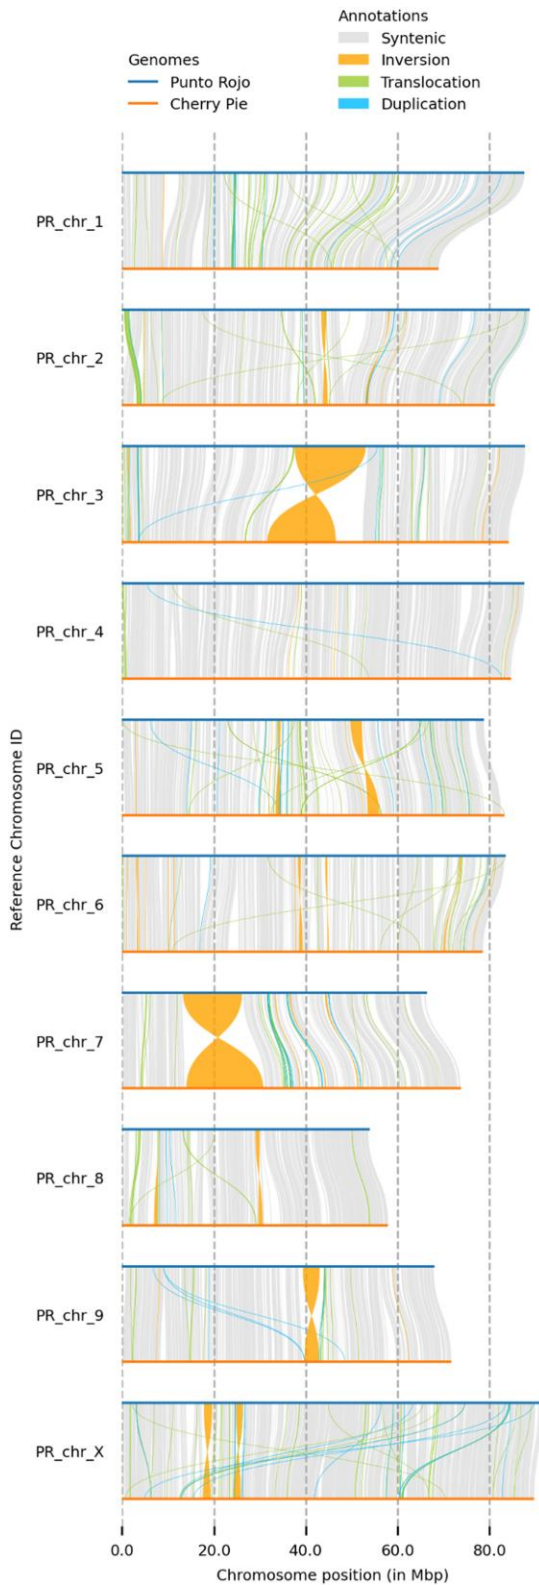 Annotations
Syntenic
Inversion
Translocation
Duplication
Genomes
Punto Rojo
Cherry Pie
PR_chr_1
PR_chr_2
PR_chr_3
PR_chr_4
PR_chr_5
PR_chr_6
PR_chr_7
PR_chr_8
PR_chr_9
PR_chr_X
Reference Chromosome ID
0.0 20.0 40.0 60.0 80.0
Chromosome position (in Mbp)